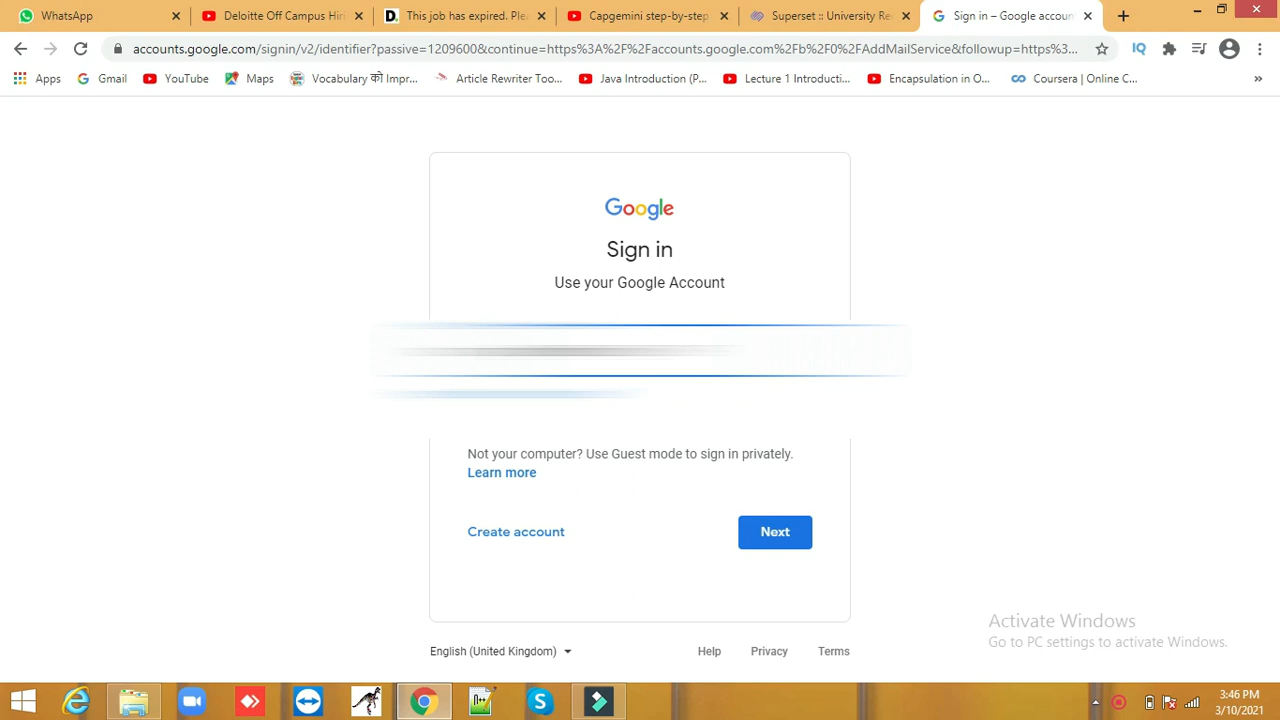 WhatsApp
Deloitte Off Campus Hiri
This job has expired. Ple
Capgemini step-by-step
Superset :: University Re
Sign in – Google accoun
accounts.google.com/signin/v2/identifier?passive=1209600&continue=https%3A%2F%2Faccounts.google.com%2Fb%2F0%2FAddMailService&followup=https%3...
Apps
Gmail
YouTube
Maps
Vocabulary को Impr...
Article Rewriter Too...
Java Introduction (P...
Lecture 1 Introducti...
Encapsulation in O...
Coursera | Online C...
Google
Sign in
Use your Google Account
Not your computer? Use Guest mode to sign in privately.
Learn more
Create account
Next
Activate Windows
Go to PC settings to activate Windows.
English (United Kingdom)
Help
Privacy
Terms
3:46 PM
3/10/2021